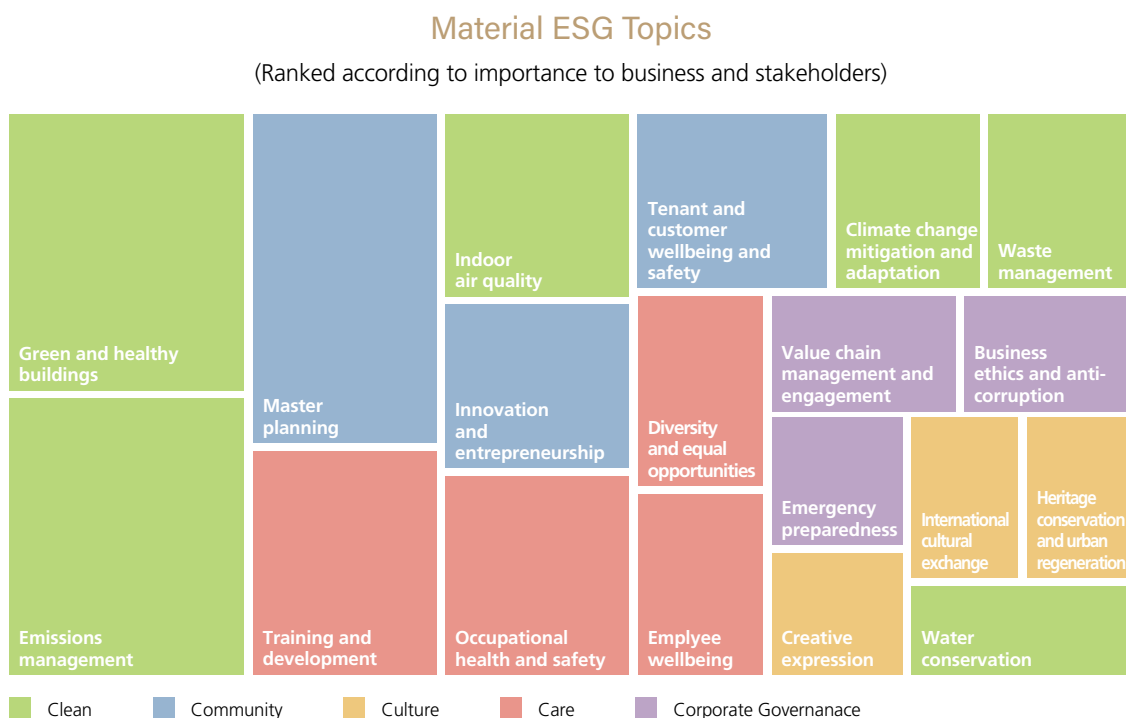 Material ESG Topics
(Ranked according to importance to business and stakeholders)
Green and healthy
buildings
Emissions
management
Master
planning
Training and
development
Indoor
air quality
Innovation
and
entrepreneurship
Occupational
health and safety
Tenant and
customer
wellbeing and
safety
Climate change
mitigation and
adaptation
Waste
management
Diversity
and equal
opportunities
Emplyee
wellbeing
Value chain
management and
engagement
Business
ethics and anti-
corruption
Emergency
preparedness
International
cultural
exchange
Heritage
conservation
and urban
regeneration
Creative
expression
Water
conservation
Clean
Community
Culture
Care
Corporate Governanace